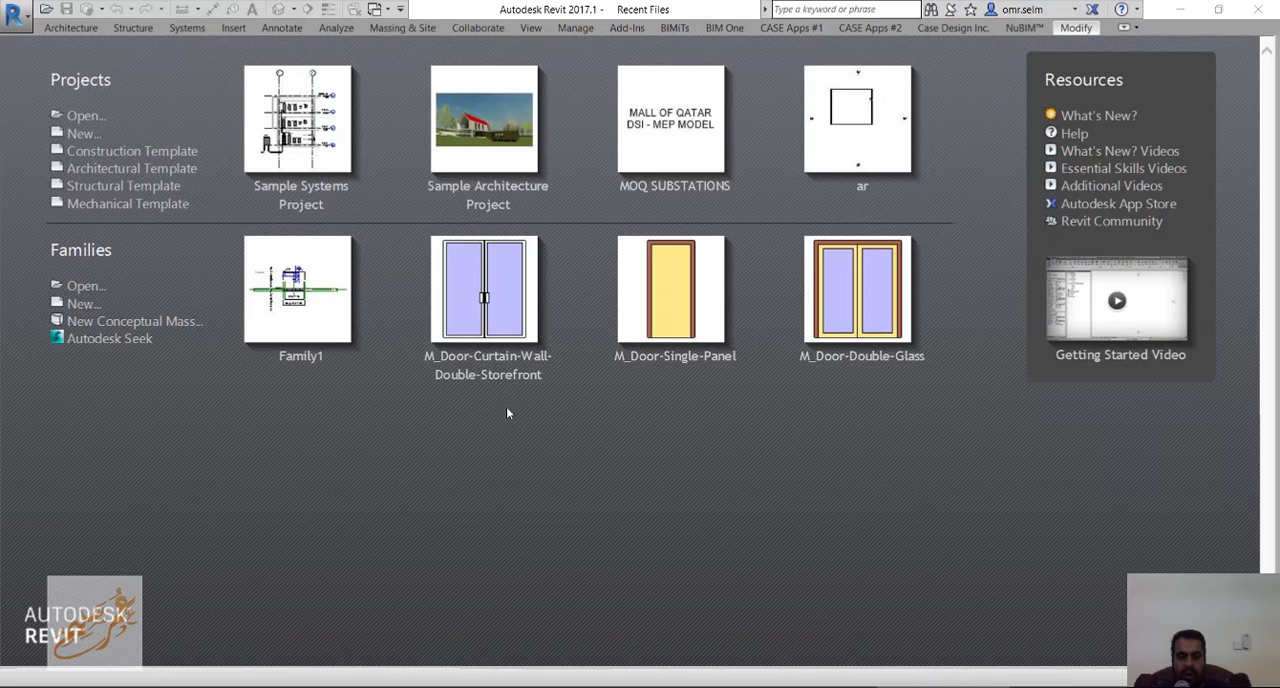 Autodesk Revit 2017.1 - Recent Files
Type a keyword or phrase
omr.selm
Architecture Structure Systems Insert Annotate Analyze Massing & Site Collaborate View Manage Add-Ins BIMiTs BIM One CASE Apps #1 CASE Apps #2 Case Design Inc. NuBIM™ Modify
Projects
Open...
New...
Construction Template
Architectural Template
Structural Template
Mechanical Template
Sample Systems
Project
Sample Architecture
Project
MALL OF QATAR
DSI - MEP MODEL
MOQ SUBSTATIONS
ar
Families
Open...
New...
New Conceptual Mass...
Autodesk Seek
Family1
M_Door-Curtain-Wall-
Double-Storefront
M_Door-Single-Panel
M_Door-Double-Glass
Resources
What's New?
Help
What's New? Videos
Essential Skills Videos
Additional Videos
Autodesk App Store
Revit Community
Getting Started Video
AUTODESK
REVIT